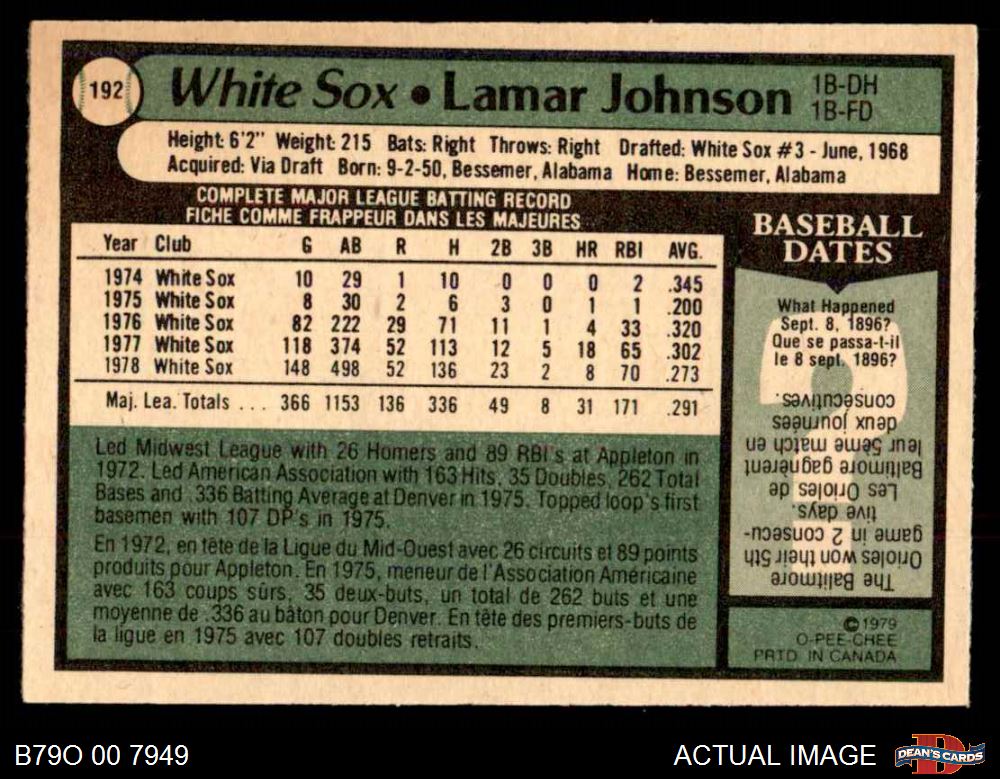 192
White Sox • Lamar Johnson
1B-DH
1B-FD
Height: 6'2" Weight: 215 Bats: Right Throws: Right Drafted: White Sox #3 - June, 1968
Acquired: Via Draft Born: 9-2-50, Bessemer, Alabama Home: Bessemer, Alabama
COMPLETE MAJOR LEAGUE BATTING RECORD
FICHE COMME FRAPPEUR DANS LES MAJEURES
Year Club G AB R H 2B 3B HR RBI AVG.
1974 White Sox 10 29 1 10 0 0 0 2 .345
1975 White Sox 8 30 2 6 3 0 1 1 .200
1976 White Sox 82 222 29 71 11 1 4 33 .320
1977 White Sox 118 374 52 113 12 5 18 65 .302
1978 White Sox 148 498 52 136 23 2 8 70 .273
Maj. Lea. Totals ... 366 1153 136 336 49 8 31 171 .291
Led Midwest League with 26 Homers and 89 RBI's at Appleton in
1972. Led American Association with 163 Hits, 35 Doubles, 262 Total
Bases and .336 Batting Average at Denver in 1975. Topped loop's first
basemen with 107 DP's in 1975.
En 1972, en tête de la Ligue du Mid-Ouest avec 26 circuits et 89 points
produits pour Appleton. En 1975, meneur de l'Association Américaine
avec 163 coups sûrs, 35 deux-buts, un total de 262 buts et une
moyenne de .336 au bâton pour Denver. En tête des premiers-buts de
la ligue en 1975 avec 107 doubles retraits.
BASEBALL
DATES
What Happened
Sept. 8, 1896?
Que se passa-t-il
le 8 sept. 1896?
The Baltimore
Orioles won their 5th
game in 2 consecu-
tive days.
Les Orioles de
Baltimore gagnèrent
leur 5ème match en
deux journées
consécutives.
©1979
O-PEE-CHEE
PRTD. IN CANADA
B79O 00 7949
ACTUAL IMAGE
DEAN'S CARDS